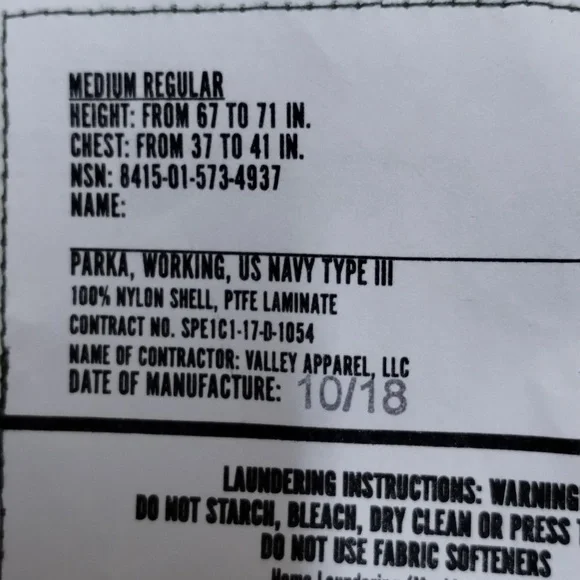 MEDIUM REGULAR
HEIGHT: FROM 67 TO 71 IN.
CHEST: FROM 37 TO 41 IN.
NSN: 8415-01-573-4937
NAME:
PARKA, WORKING, US NAVY TYPE III
100% NYLON SHELL, PTFE LAMINATE
CONTRACT NO. SPE1C1-17-D-1054
NAME OF CONTRACTOR: VALLEY APPAREL, LLC
DATE OF MANUFACTURE: 10/18
LAUNDERING INSTRUCTIONS: WARNING
DO NOT STARCH, BLEACH, DRY CLEAN OR PRESS
DO NOT USE FABRIC SOFTENERS
Home Laundering